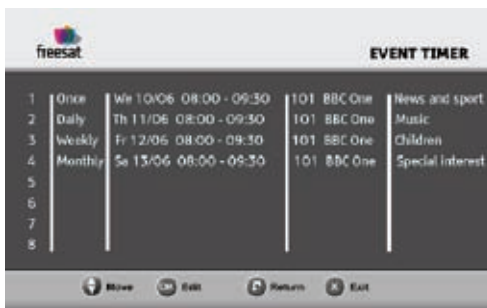 freesat
EVENT TIMER
1 Once We 10/06 08:00 - 09:30 101 BBC One News and sport
2 Daily Th 11/06 08:00 - 09:30 101 BBC One Music
3 Weekly Fr 12/06 08:00 - 09:30 101 BBC One Children
4 Monthly Sa 13/06 08:00 - 09:30 101 BBC One Special interest
5
6
7
8
Move OK Edit Return Exit